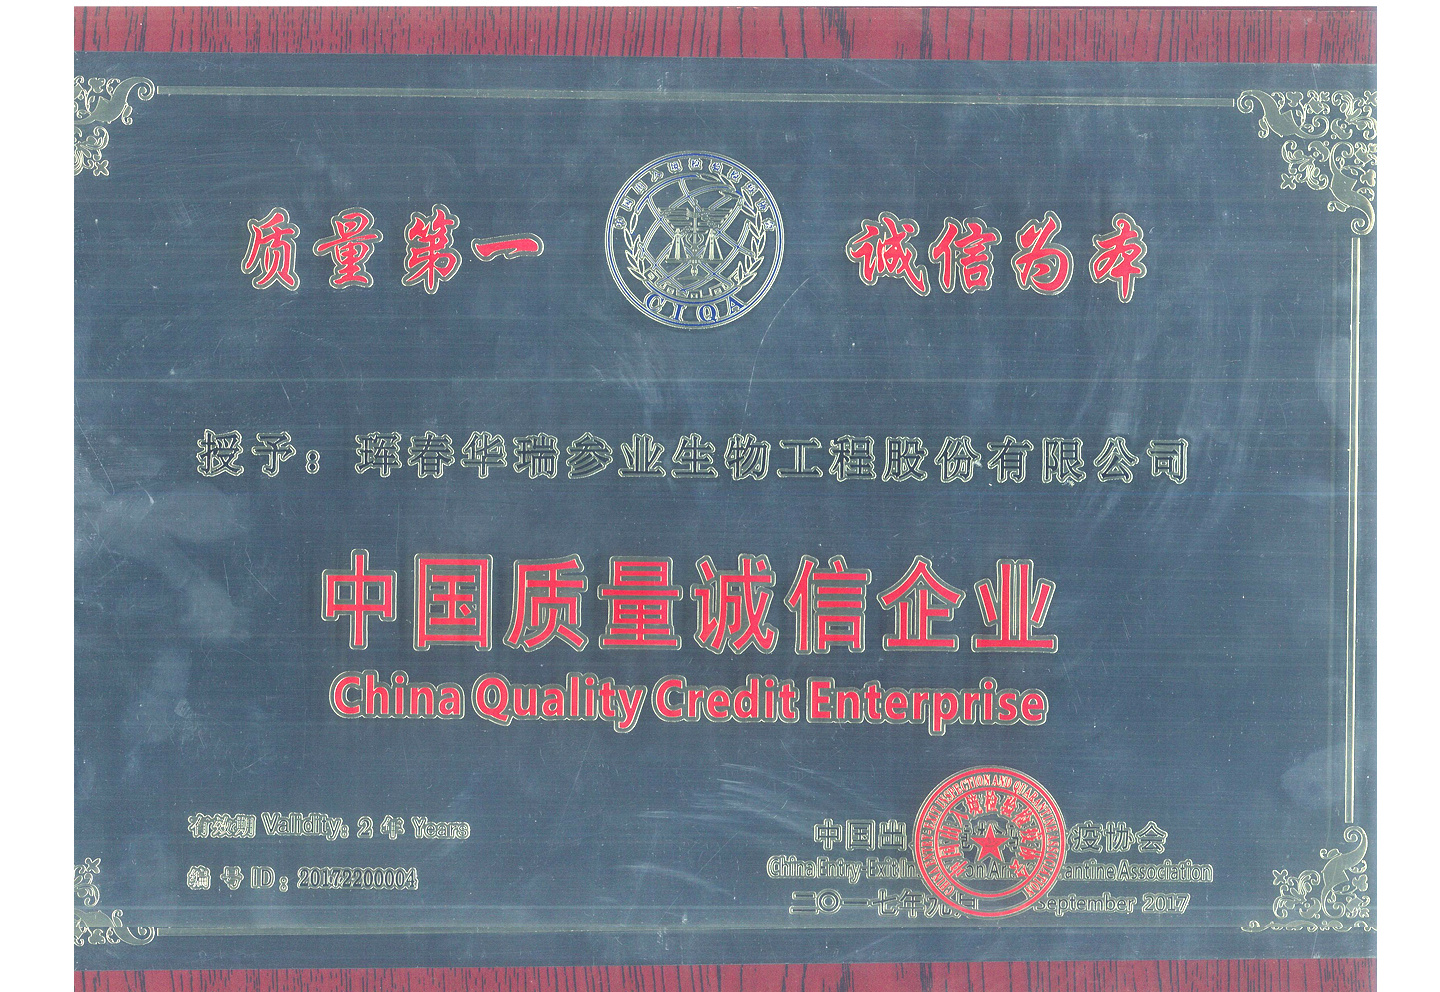 质量第一 诚信为本
CIQA
授予：珲春华瑞参业生物工程股份有限公司
中国质量诚信企业
China Quality Credit Enterprise
有效期 Validity: 2 年 Years
编号 ID: 20172200004
中国出 疫协会
China Entry-Exit Association
二〇一七年九月 September 2017